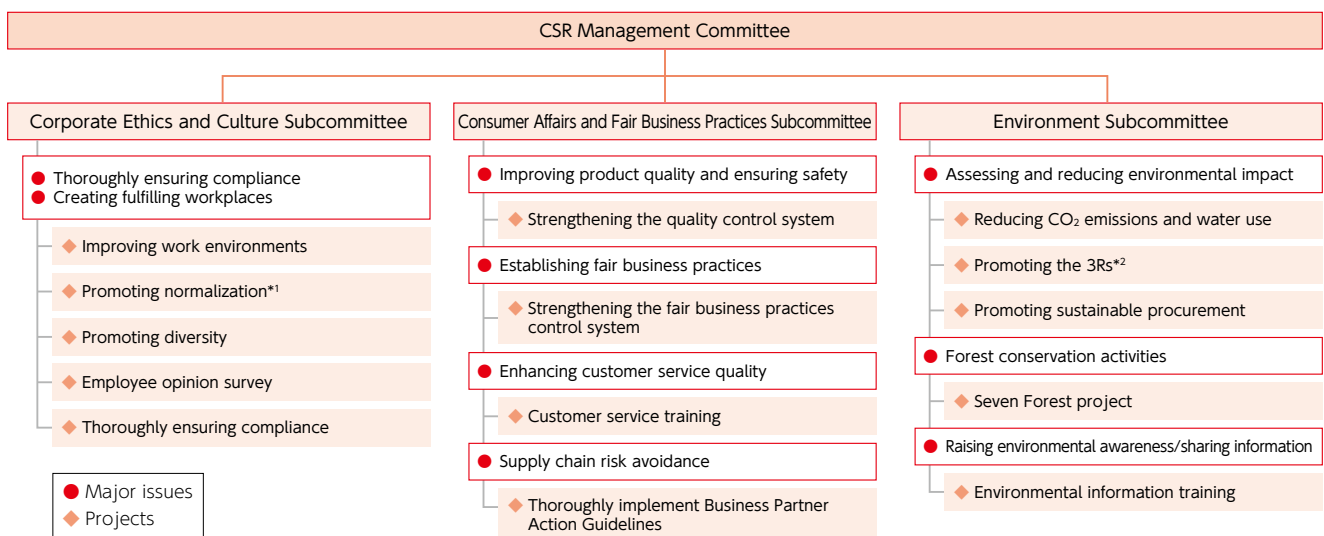 CSR Management Committee
Corporate Ethics and Culture Subcommittee
Thoroughly ensuring compliance
Creating fulfilling workplaces
Improving work environments
Promoting normalization*1
Promoting diversity
Employee opinion survey
Thoroughly ensuring compliance
Major issues
Projects
Consumer Affairs and Fair Business Practices Subcommittee
Improving product quality and ensuring safety
Strengthening the quality control system
Establishing fair business practices
Strengthening the fair business practices
control system
Enhancing customer service quality
Customer service training
Supply chain risk avoidance
Thoroughly implement Business Partner
Action Guidelines
Environment Subcommittee
Assessing and reducing environmental impact
Reducing CO₂ emissions and water use
Promoting the 3Rs*2
Promoting sustainable procurement
Forest conservation activities
Seven Forest project
Raising environmental awareness/sharing information
Environmental information training